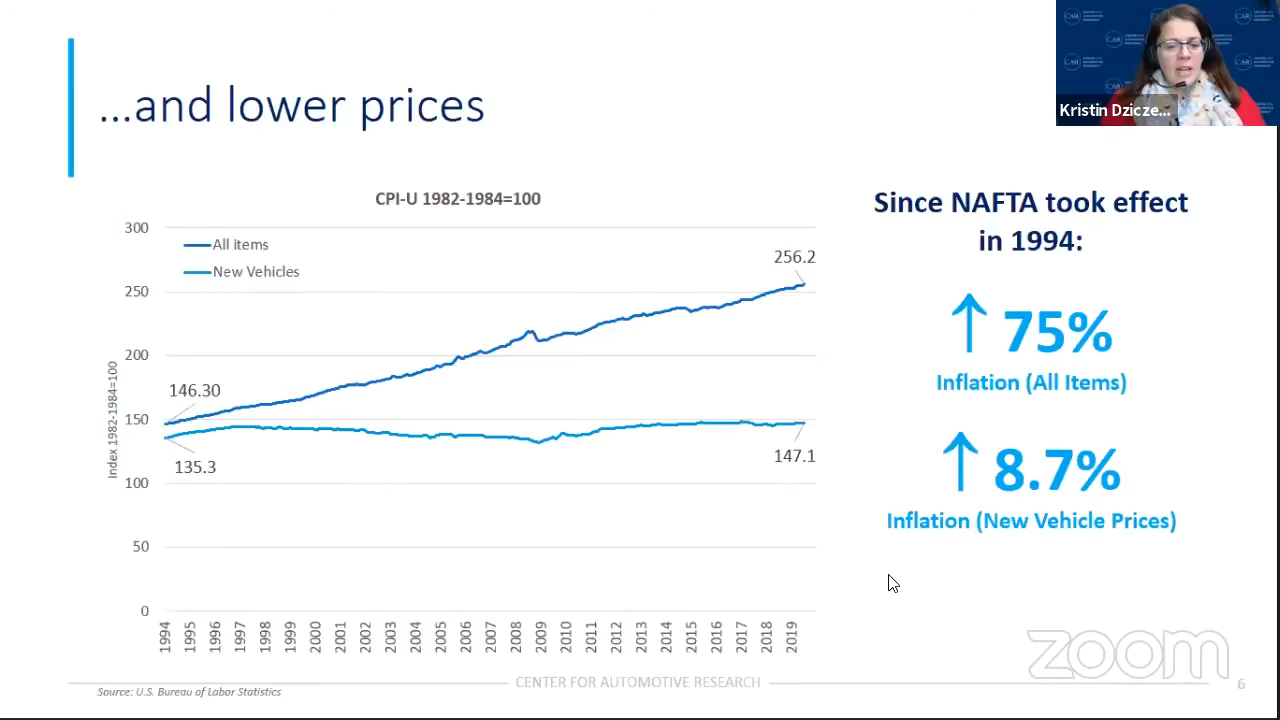 ...and lower prices
Kristin Dzicze...
CPI-U 1982-1984=100
Since NAFTA took effect
in 1994:
300
250
200
150
100
50
0
Index 1982-1984=100
All items
New Vehicles
256.2
146.30
135.3
147.1
1994 1995 1996 1997 1998 1999 2000 2001 2002 2003 2004 2005 2006 2007 2008 2009 2010 2011 2012 2013 2014 2015 2016 2017 2018 2019
↑ 75%
Inflation (All Items)
↑ 8.7%
Inflation (New Vehicle Prices)
zoom
Source: U.S. Bureau of Labor Statistics
CENTER FOR AUTOMOTIVE RESEARCH
6
CAR